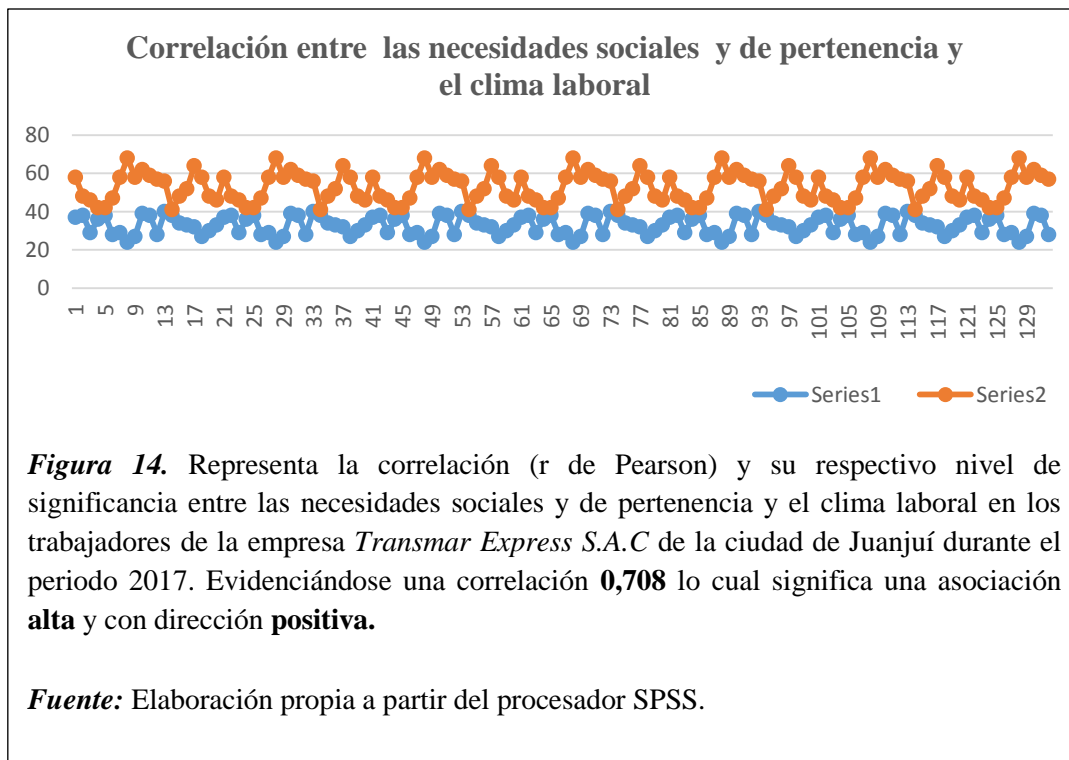 Correlación entre las necesidades sociales y de pertenencia y
el clima laboral
80
60
40
20
0
1 5 9 13 17 21 25 29 33 37 41 45 49 53 57 61 65 69 73 77 81 85 89 93 97 101 105 109 113 117 121 125 129
Series1 Series2
Figura 14. Representa la correlación (r de Pearson) y su respectivo nivel de
significancia entre las necesidades sociales y de pertenencia y el clima laboral en los
trabajadores de la empresa Transmar Express S.A.C de la ciudad de Juanjuí durante el
periodo 2017. Evidenciándose una correlación 0,708 lo cual significa una asociación
alta y con dirección positiva.
Fuente: Elaboración propia a partir del procesador SPSS.